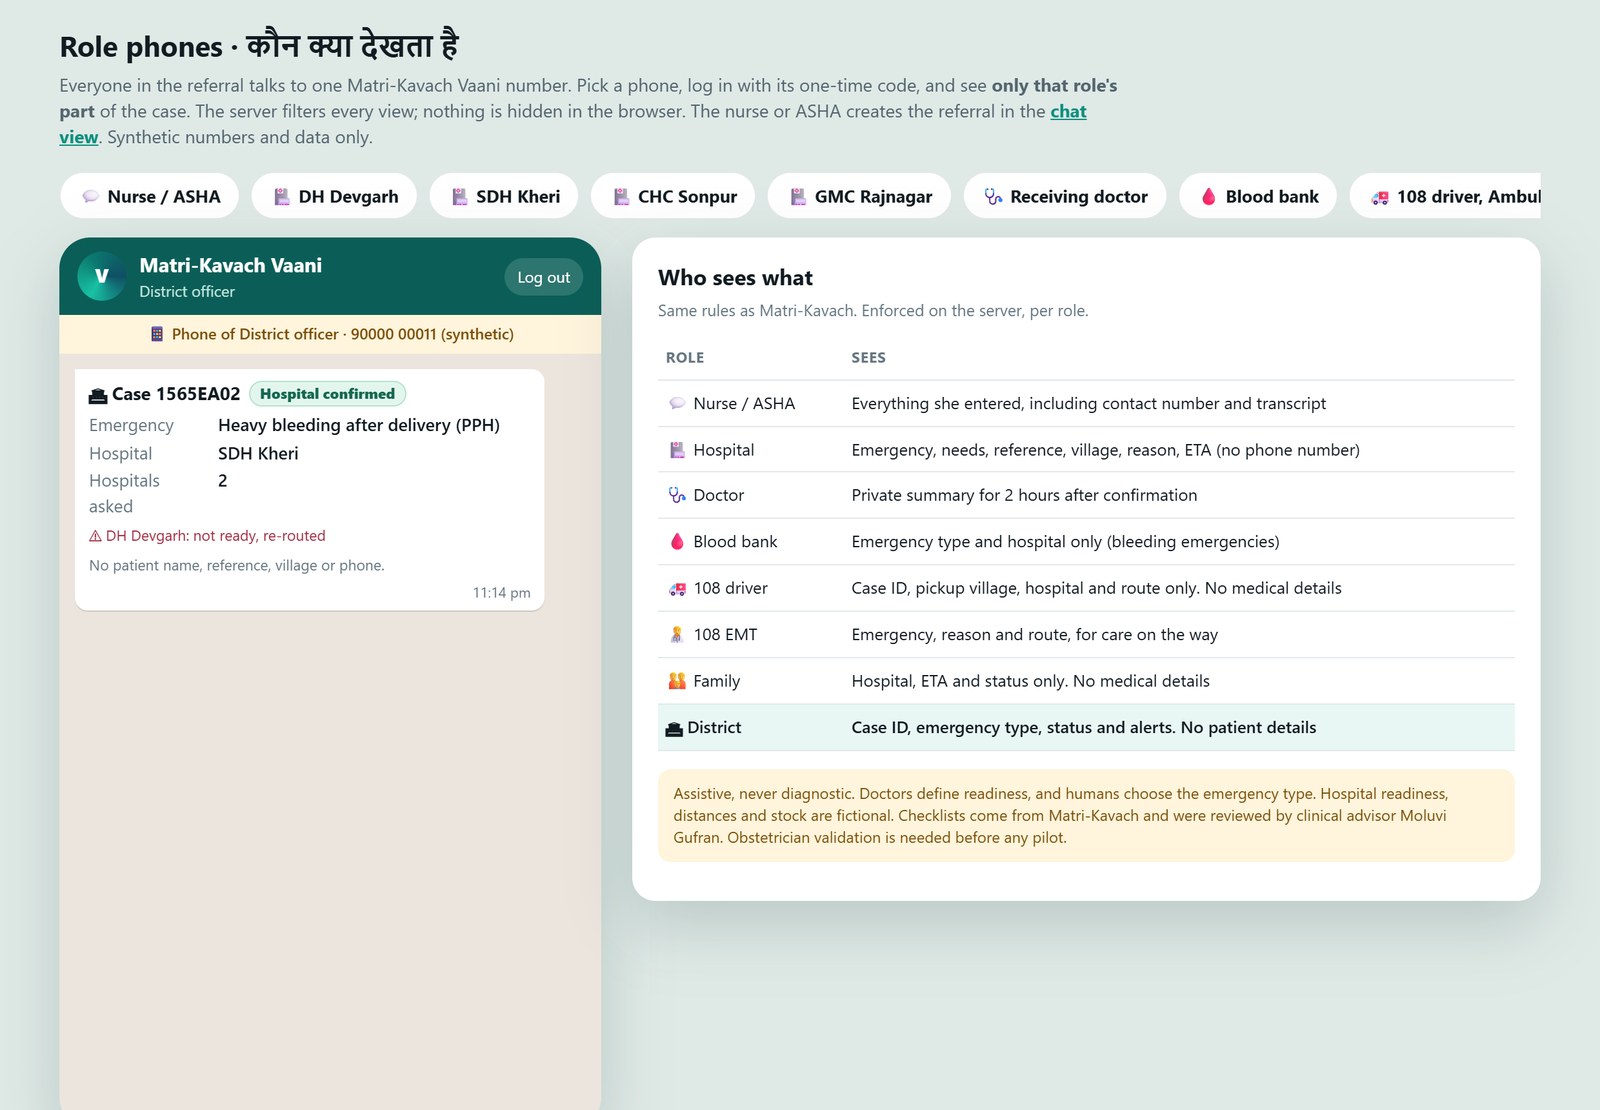 Role phones · कौन क्या देखता है
Everyone in the referral talks to one Matri-Kavach Vaani number. Pick a phone, log in with its one-time code, and see only that role's
part of the case. The server filters every view; nothing is hidden in the browser. The nurse or ASHA creates the referral in the chat
view. Synthetic numbers and data only.
Nurse / ASHA
DH Devgarh
SDH Kheri
CHC Sonpur
GMC Rajnagar
Receiving doctor
Blood bank
108 driver, Ambul
V
Matri-Kavach Vaani
District officer
Log out
Phone of District officer · 90000 00011 (synthetic)
Case 1565EA02 Hospital confirmed
Emergency Heavy bleeding after delivery (PPH)
Hospital SDH Kheri
Hospitals 2
asked
⚠ DH Devgarh: not ready, re-routed
No patient name, reference, village or phone.
11:14 pm
Who sees what
Same rules as Matri-Kavach. Enforced on the server, per role.
ROLE SEES
Nurse / ASHA Everything she entered, including contact number and transcript
Hospital Emergency, needs, reference, village, reason, ETA (no phone number)
Doctor Private summary for 2 hours after confirmation
Blood bank Emergency type and hospital only (bleeding emergencies)
108 driver Case ID, pickup village, hospital and route only. No medical details
108 EMT Emergency, reason and route, for care on the way
Family Hospital, ETA and status only. No medical details
District Case ID, emergency type, status and alerts. No patient details
Assistive, never diagnostic. Doctors define readiness, and humans choose the emergency type. Hospital readiness,
distances and stock are fictional. Checklists come from Matri-Kavach and were reviewed by clinical advisor Moluvi
Gufran. Obstetrician validation is needed before any pilot.